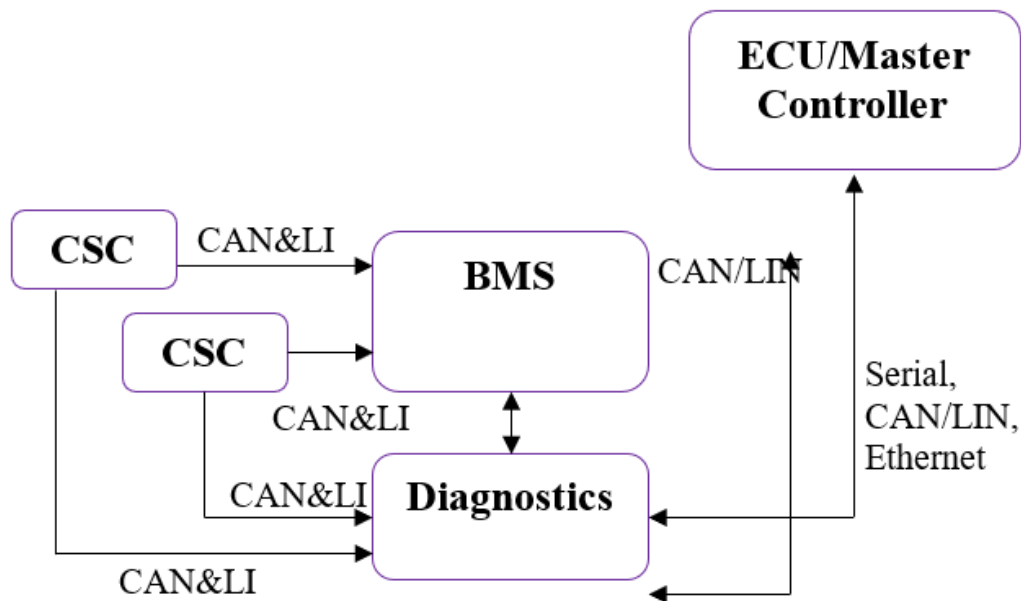 ECU/Master
Controller
CSC
CAN&LI
BMS
CAN/LIN
CSC
Serial,
CAN/LIN,
Ethernet
CAN&LI
CAN&LI
Diagnostics
CAN&LI